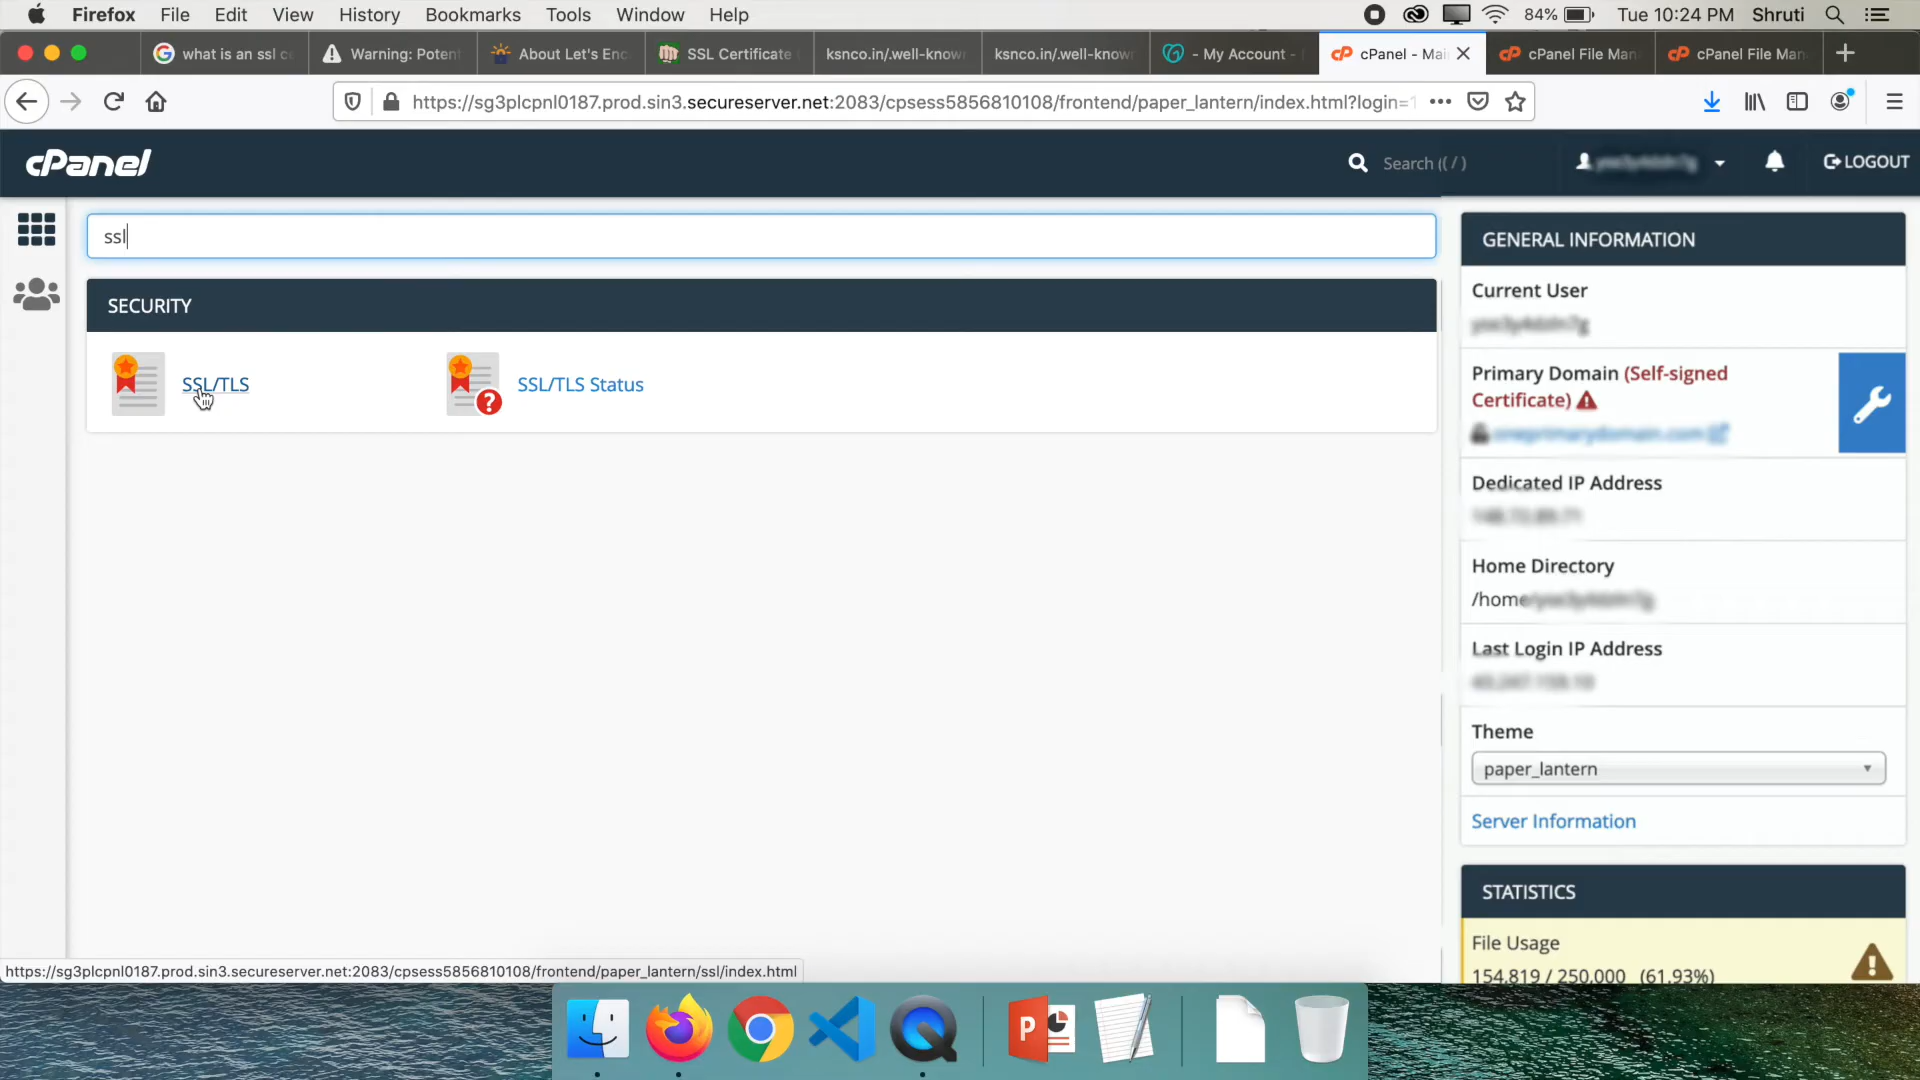 Firefox File Edit View History Bookmarks Tools Window Help 84% Tue 10:24 PM Shruti
what is an ssl ce Warning: Potent About Let's Enc SSL Certificate ksnco.in/.well-know ksnco.in/.well-know - My Account - cPanel - Mai cPanel File Man cPanel File Man
https://sg3plcpnl0187.prod.sin3.secureserver.net:2083/cpsess5856810108/frontend/paper_lantern/index.html?login=1
cPanel Search ( / ) LOGOUT
ssl
SECURITY
SSL/TLS SSL/TLS Status
GENERAL INFORMATION
Current User
Primary Domain (Self-signed
Certificate)
Dedicated IP Address
Home Directory
/home/
Last Login IP Address
Theme
paper_lantern
Server Information
STATISTICS
File Usage
154,819 / 250,000 (61.93%)
https://sg3plcpnl0187.prod.sin3.secureserver.net:2083/cpsess5856810108/frontend/paper_lantern/ssl/index.html